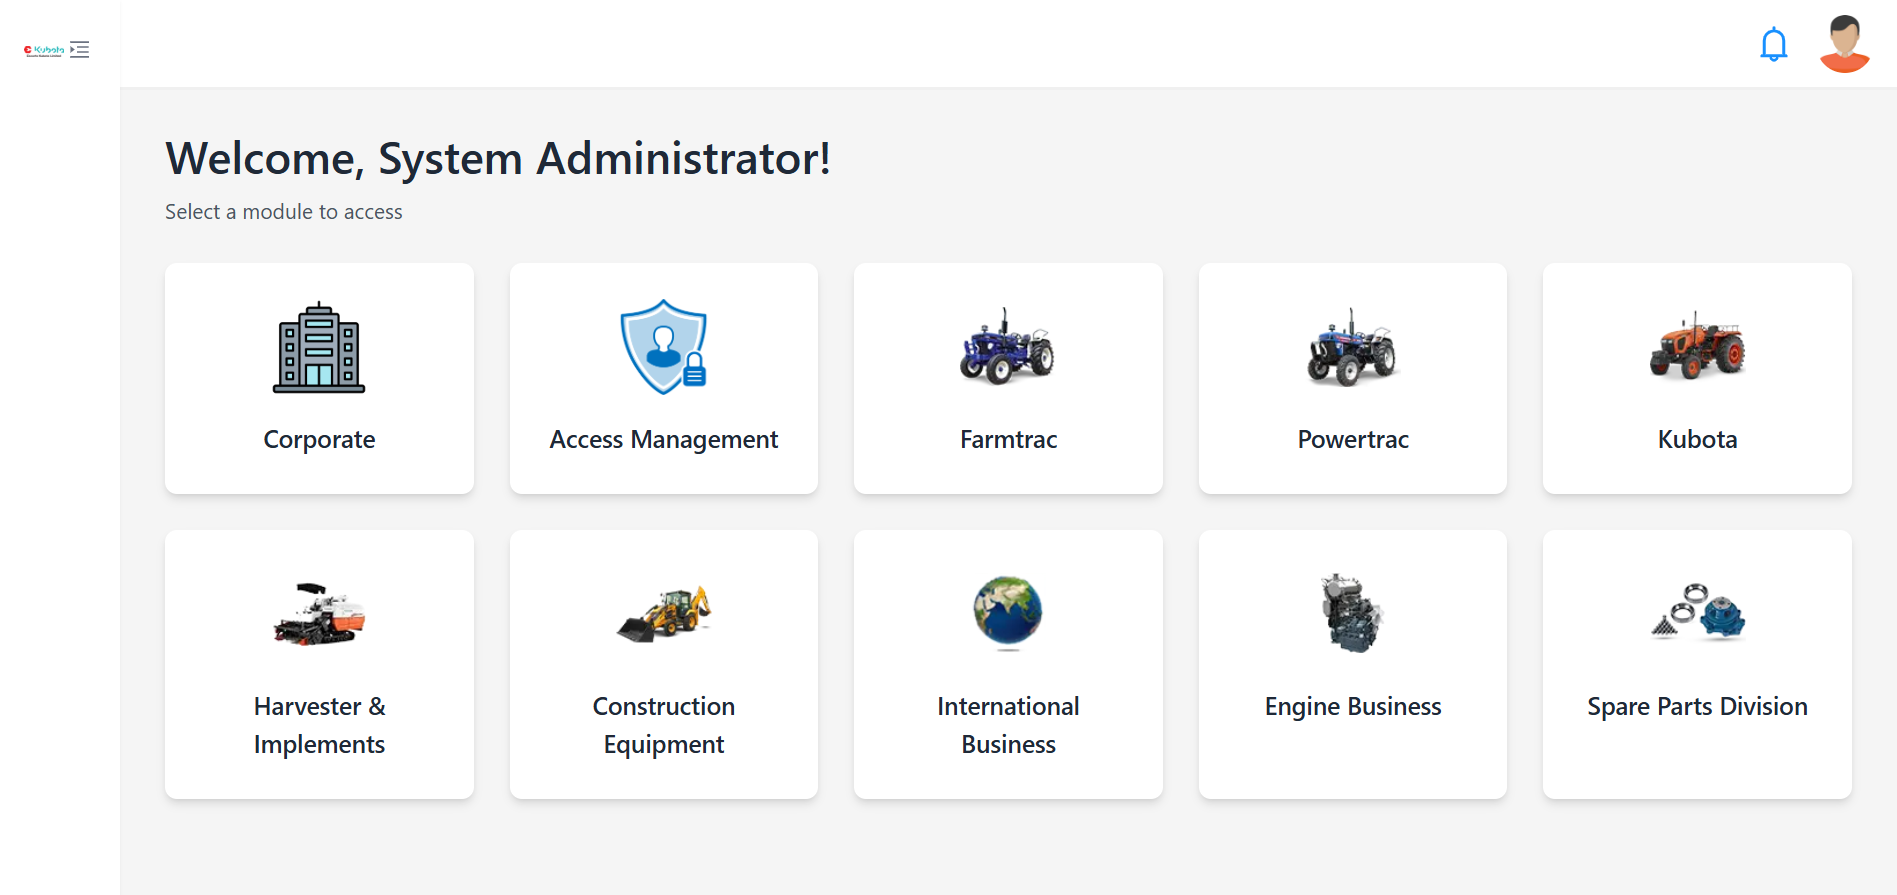 Kubota
Welcome, System Administrator!
Select a module to access
Corporate
Access Management
Farmtrac
Powertrac
Kubota
Harvester &
Implements
Construction
Equipment
International
Business
Engine Business
Spare Parts Division